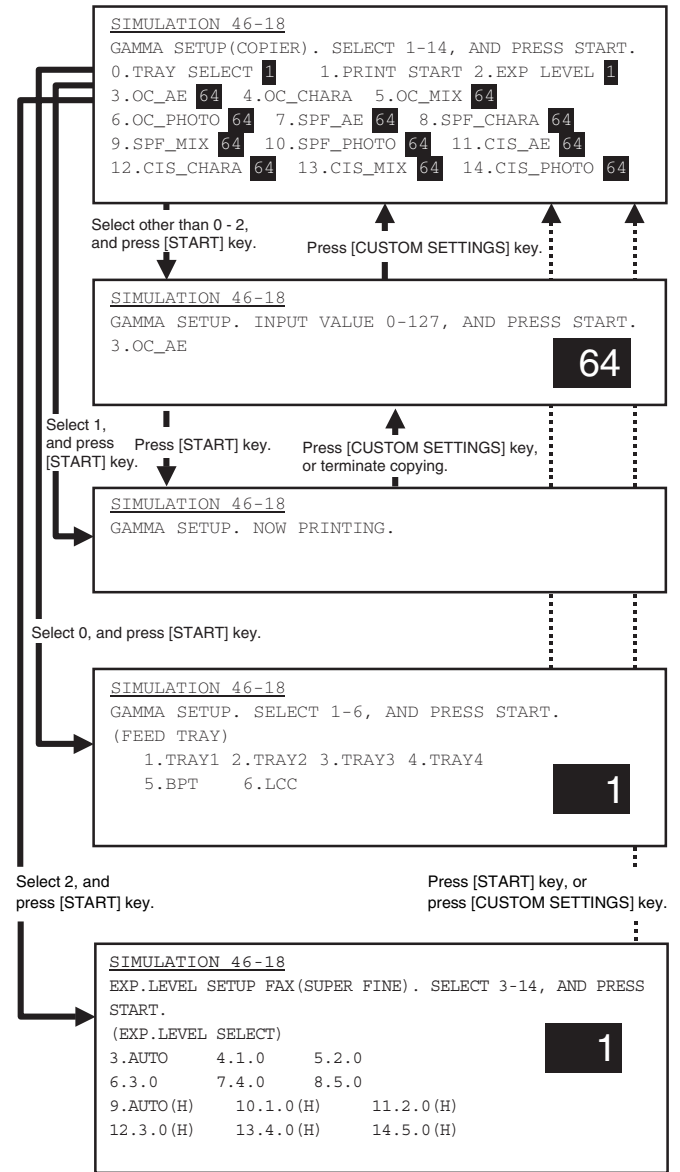 SIMULATION 46-18
GAMMA SETUP(COPIER). SELECT 1-14, AND PRESS START.
0.TRAY SELECT 1 1.PRINT START 2.EXP LEVEL 1
3.OC_AE 64 4.OC_CHARA 5.OC_MIX 64
6.OC_PHOTO 64 7.SPF_AE 64 8.SPF_CHARA 64
9.SPF_MIX 64 10.SPF_PHOTO 64 11.CIS_AE 64
12.CIS_CHARA 64 13.CIS_MIX 64 14.CIS_PHOTO 64
Select other than 0 - 2,
and press [START] key.
Press [CUSTOM SETTINGS] key.
SIMULATION 46-18
GAMMA SETUP. INPUT VALUE 0-127, AND PRESS START.
3.OC_AE
64
Select 1,
and press
[START] key.
Press [START] key.
Press [CUSTOM SETTINGS] key,
or terminate copying.
SIMULATION 46-18
GAMMA SETUP. NOW PRINTING.
Select 0, and press [START] key.
SIMULATION 46-18
GAMMA SETUP. SELECT 1-6, AND PRESS START.
(FEED TRAY)
1.TRAY1 2.TRAY2 3.TRAY3 4.TRAY4
5.BPT 6.LCC
1
Select 2, and
press [START] key.
Press [START] key, or
press [CUSTOM SETTINGS] key.
SIMULATION 46-18
EXP.LEVEL SETUP FAX(SUPER FINE). SELECT 3-14, AND PRESS
START.
(EXP.LEVEL SELECT)
1
3.AUTO 4.1.0 5.2.0
6.3.0 7.4.0 8.5.0
9.AUTO(H) 10.1.0(H) 11.2.0(H)
12.3.0(H) 13.4.0(H) 14.5.0(H)